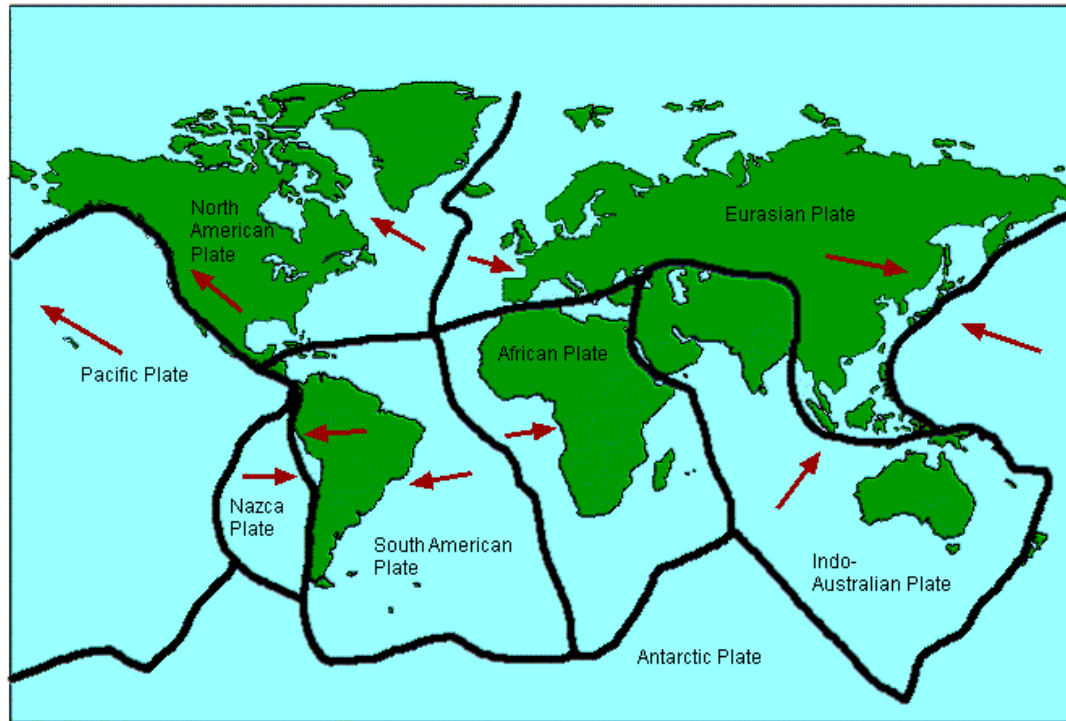 North
American
Plate
Eurasian Plate
Pacific Plate
African Plate
Nazca
Plate
South American
Plate
Indo-
Australian Plate
Antarctic Plate